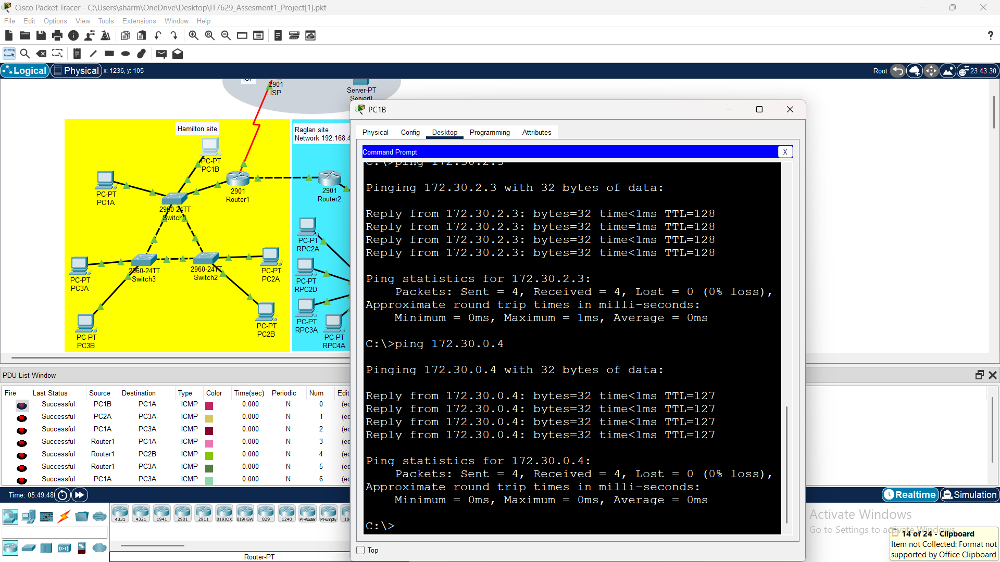 Cisco Packet Tracer - C:\Users\sharm\OneDrive\Desktop\IT7629_Assesment1_Project[1].pkt
File Edit Options View Tools Extensions Window Help
Logical Physical x: 1236, y: 105
Root 23:43:30
2901
ISP
Server-PT
Server0
Hamilton site
PC-PT
PC1B
PC-PT
PC1A
2901
Router1
2960-24TT
Switch1
PC-PT
PC3A
2960-24TT
Switch3
2960-24TT
Switch2
PC-PT
PC2A
PC-PT
PC3B
PC-PT
PC2B
Raglan site
Network 192.168.4
2901
Router2
PC-PT
RPC2A
PC-PT
RPC2D
PC-PT
RPC3A
PC-PT
RPC4A
PC1B
Physical Config Desktop Programming Attributes
Command Prompt X
C:\>ping 172.30.2.3
Pinging 172.30.2.3 with 32 bytes of data:
Reply from 172.30.2.3: bytes=32 time<1ms TTL=128
Reply from 172.30.2.3: bytes=32 time=1ms TTL=128
Reply from 172.30.2.3: bytes=32 time<1ms TTL=128
Reply from 172.30.2.3: bytes=32 time<1ms TTL=128
Ping statistics for 172.30.2.3:
Packets: Sent = 4, Received = 4, Lost = 0 (0% loss),
Approximate round trip times in milli-seconds:
Minimum = 0ms, Maximum = 1ms, Average = 0ms
C:\>ping 172.30.0.4
Pinging 172.30.0.4 with 32 bytes of data:
Reply from 172.30.0.4: bytes=32 time<1ms TTL=127
Reply from 172.30.0.4: bytes=32 time<1ms TTL=127
Reply from 172.30.0.4: bytes=32 time<1ms TTL=127
Reply from 172.30.0.4: bytes=32 time<1ms TTL=127
Ping statistics for 172.30.0.4:
Packets: Sent = 4, Received = 4, Lost = 0 (0% loss),
Approximate round trip times in milli-seconds:
Minimum = 0ms, Maximum = 0ms, Average = 0ms
C:\>
Top
PDU List Window
Fire Last Status Source Destination Type Color Time(sec) Periodic Num Edit
Successful PC1B PC1A ICMP 0.000 N 0 (ed
Successful PC2A PC3A ICMP 0.000 N 1 (ed
Successful PC1A PC3A ICMP 0.000 N 2 (ed
Successful Router1 PC1A ICMP 0.000 N 3 (ed
Successful Router1 PC2B ICMP 0.000 N 4 (ed
Successful Router1 PC3A ICMP 0.000 N 5 (ed
Successful PC1A PC3A ICMP 0.000 N 6 (ed
Time: 05:49:48
Realtime Simulation
4331 4321 1941 2901 2911 819IOX 819HGW 829 1240 PT-Router PT-Empty 18
Router-PT
Activate Windows
Go to Settings to activate Windows.
14 of 24 - Clipboard
Item not Collected: Format not
supported by Office Clipboard